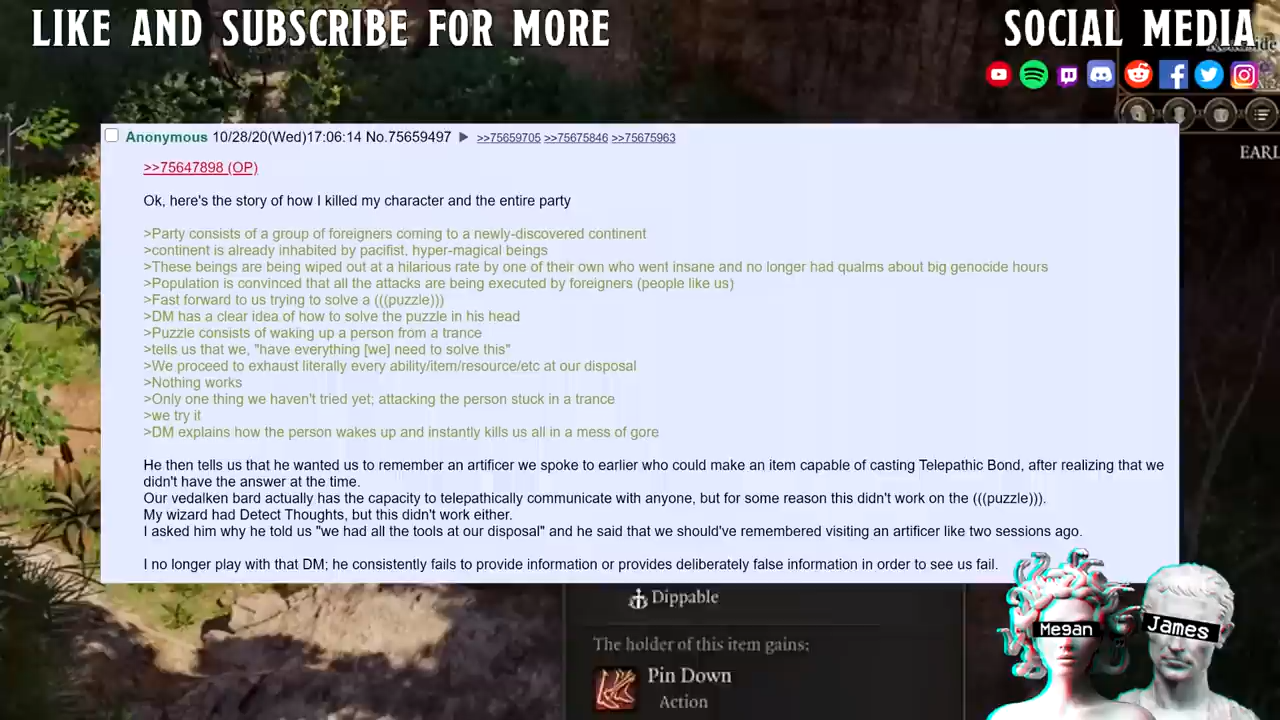 LIKE AND SUBSCRIBE FOR MORE
SOCIAL MEDIA
EARL
Anonymous 10/28/20(Wed)17:06:14 No.75659497 ▶ >>75659705 >>75675846 >>75675963
>>75647898 (OP)
Ok, here's the story of how I killed my character and the entire party
>Party consists of a group of foreigners coming to a newly-discovered continent
>continent is already inhabited by pacifist, hyper-magical beings
>These beings are being wiped out at a hilarious rate by one of their own who went insane and no longer had qualms about big genocide hours
>Population is convinced that all the attacks are being executed by foreigners (people like us)
>Fast forward to us trying to solve a (((puzzle)))
>DM has a clear idea of how to solve the puzzle in his head
>Puzzle consists of waking up a person from a trance
>tells us that we, "have everything [we] need to solve this"
>We proceed to exhaust literally every ability/item/resource/etc at our disposal
>Nothing works
>Only one thing we haven't tried yet; attacking the person stuck in a trance
>we try it
>DM explains how the person wakes up and instantly kills us all in a mess of gore
He then tells us that he wanted us to remember an artificer we spoke to earlier who could make an item capable of casting Telepathic Bond, after realizing that we
didn't have the answer at the time.
Our vedalken bard actually has the capacity to telepathically communicate with anyone, but for some reason this didn't work on the (((puzzle))).
My wizard had Detect Thoughts, but this didn't work either.
I asked him why he told us "we had all the tools at our disposal" and he said that we should've remembered visiting an artificer like two sessions ago.
I no longer play with that DM; he consistently fails to provide information or provides deliberately false information in order to see us fail.
Dippable
The holder of this item gains:
Pin Down
Action
Megan
James